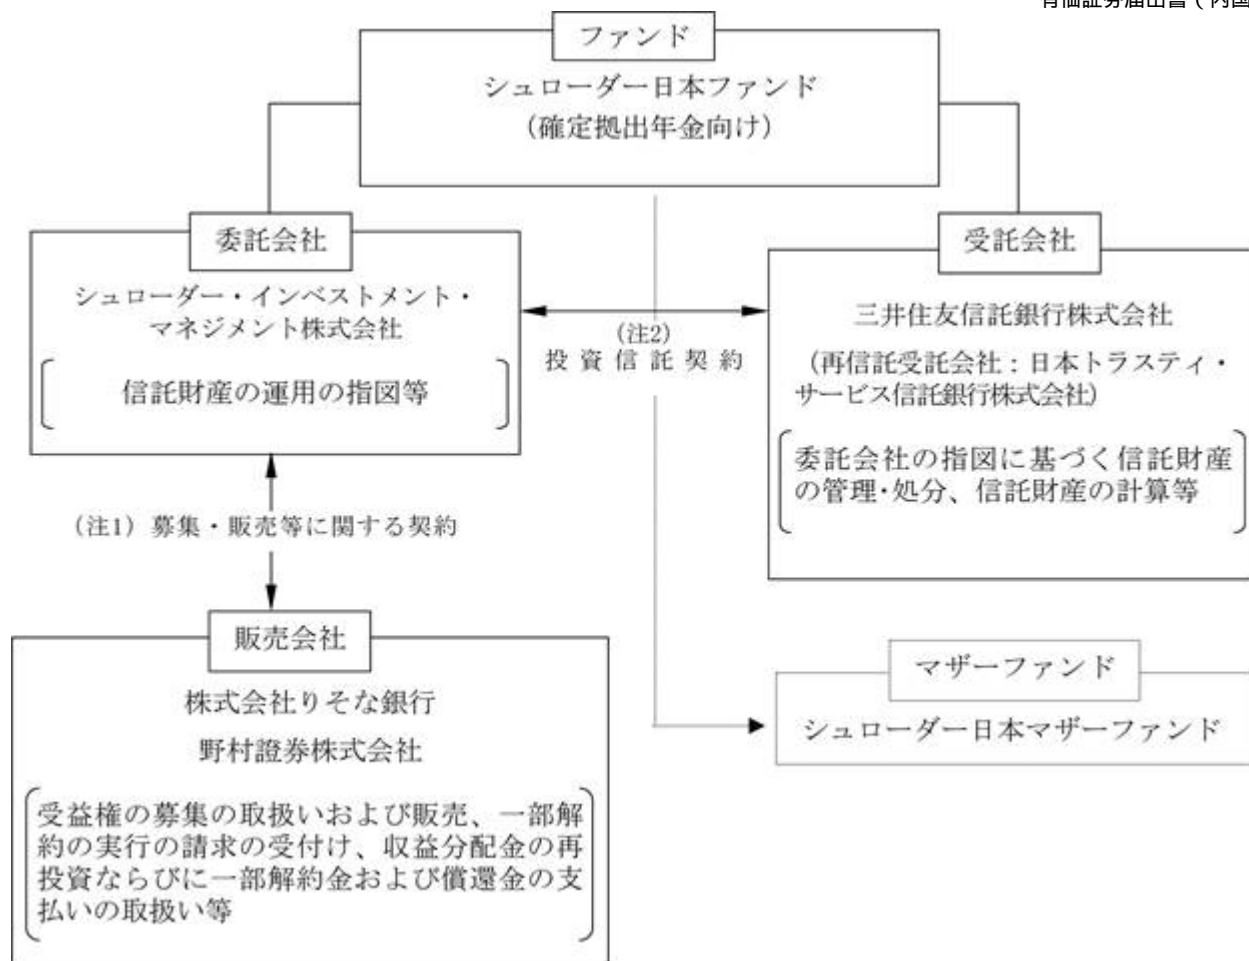 有価証券届出書（内国
ファンド
シュローダー日本ファンド
（確定拠出年金向け）
委託会社
シュローダー・インベストメント・
マネジメント株式会社
信託財産の運用の指図等
(注2)
投資信託契約
受託会社
三井住友信託銀行株式会社
（再信託受託会社：日本トラスティ・
サービス信託銀行株式会社）
委託会社の指図に基づく信託財産
の管理・処分、信託財産の計算等
(注1) 募集・販売等に関する契約
販売会社
株式会社りそな銀行
野村證券株式会社
受益権の募集の取扱いおよび販売、一部解
約の実行の請求の受付け、収益分配金の再
投資ならびに一部解約金および償還金の支
払いの取扱い等
マザーファンド
シュローダー日本マザーファンド